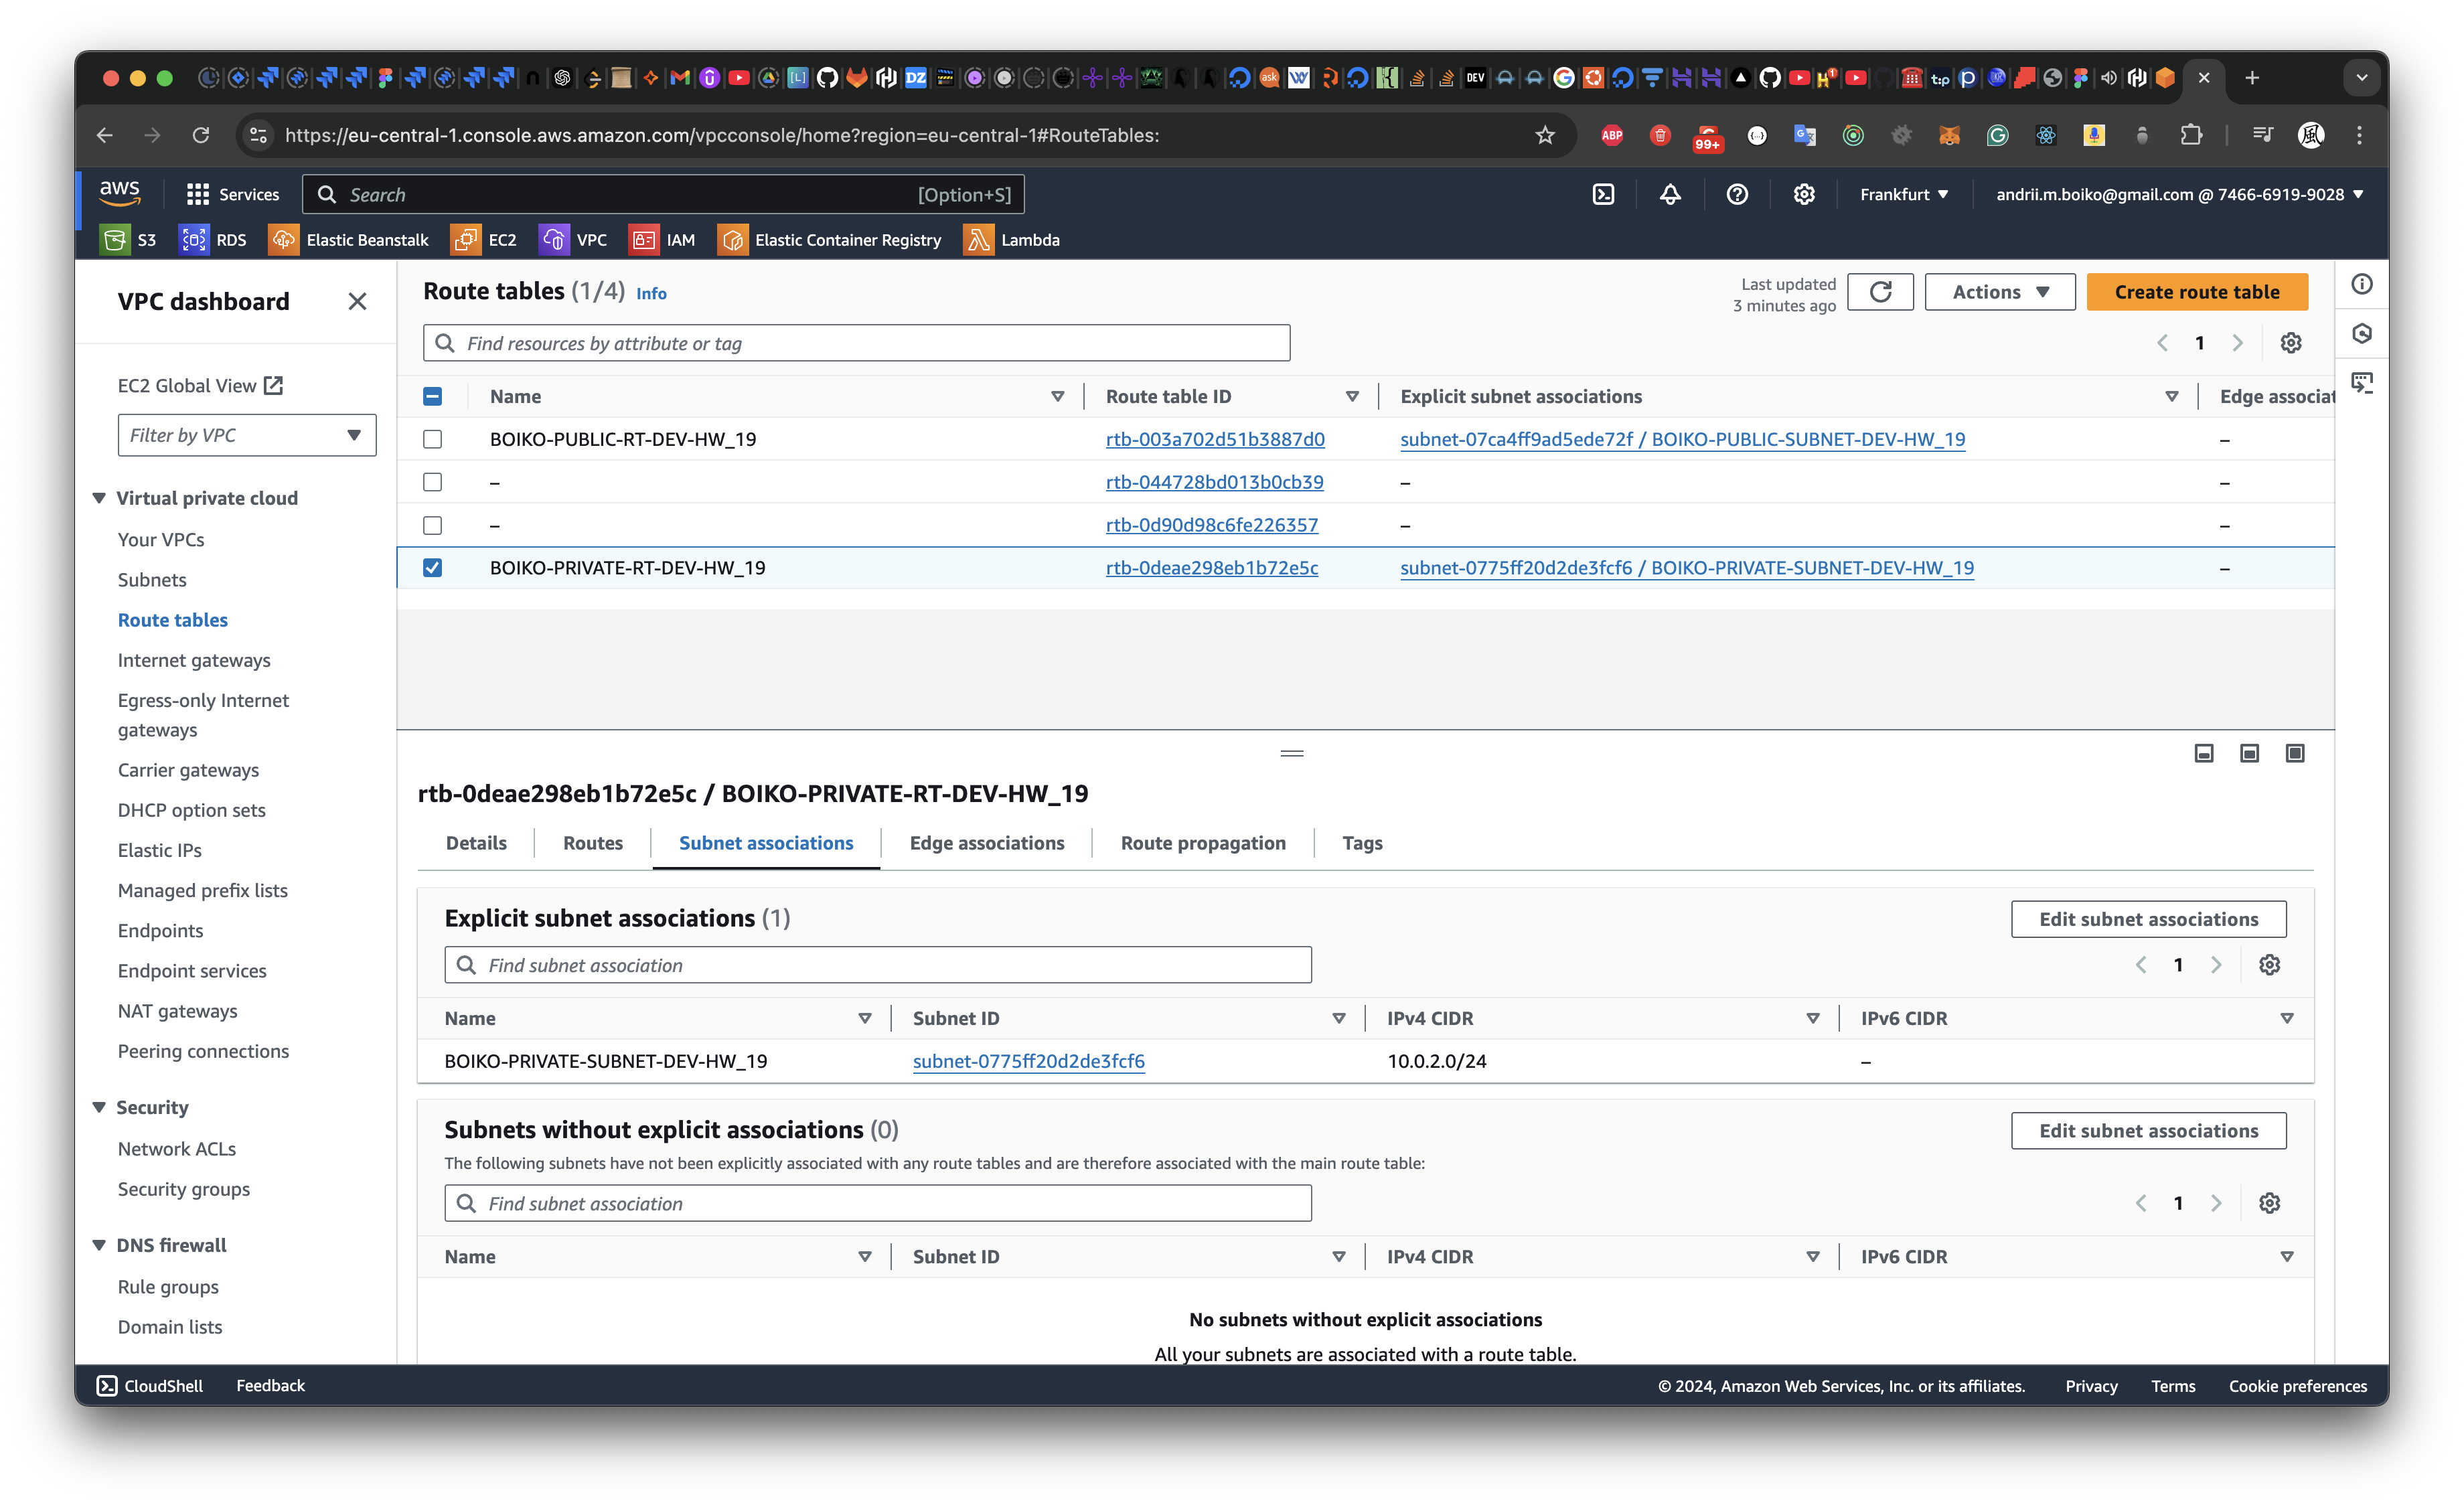 https://eu-central-1.console.aws.amazon.com/vpcconsole/home?region=eu-central-1#RouteTables:
ABP
99+
aws
Services
Search
[Option+S]
Frankfurt
andrii.m.boiko@gmail.com @ 7466-6919-9028
S3
RDS
Elastic Beanstalk
EC2
VPC
IAM
Elastic Container Registry
Lambda
VPC dashboard
EC2 Global View
Filter by VPC
Virtual private cloud
Your VPCs
Subnets
Route tables
Internet gateways
Egress-only Internet
gateways
Carrier gateways
DHCP option sets
Elastic IPs
Managed prefix lists
Endpoints
Endpoint services
NAT gateways
Peering connections
Security
Network ACLs
Security groups
DNS firewall
Rule groups
Domain lists
Route tables (1/4) Info
Last updated
3 minutes ago
Actions
Create route table
Find resources by attribute or tag
1
Name Route table ID Explicit subnet associations Edge associat
BOIKO-PUBLIC-RT-DEV-HW_19 rtb-003a702d51b3887d0 subnet-07ca4ff9ad5ede72f / BOIKO-PUBLIC-SUBNET-DEV-HW_19 –
– rtb-044728bd013b0cb39 – –
– rtb-0d90d98c6fe226357 – –
BOIKO-PRIVATE-RT-DEV-HW_19 rtb-0deae298eb1b72e5c subnet-0775ff20d2de3fcf6 / BOIKO-PRIVATE-SUBNET-DEV-HW_19 –
rtb-0deae298eb1b72e5c / BOIKO-PRIVATE-RT-DEV-HW_19
Details Routes Subnet associations Edge associations Route propagation Tags
Explicit subnet associations (1)
Edit subnet associations
Find subnet association
1
Name Subnet ID IPv4 CIDR IPv6 CIDR
BOIKO-PRIVATE-SUBNET-DEV-HW_19 subnet-0775ff20d2de3fcf6 10.0.2.0/24 –
Subnets without explicit associations (0)
Edit subnet associations
The following subnets have not been explicitly associated with any route tables and are therefore associated with the main route table:
Find subnet association
1
Name Subnet ID IPv4 CIDR IPv6 CIDR
No subnets without explicit associations
All your subnets are associated with a route table.
CloudShell
Feedback
© 2024, Amazon Web Services, Inc. or its affiliates.
Privacy
Terms
Cookie preferences